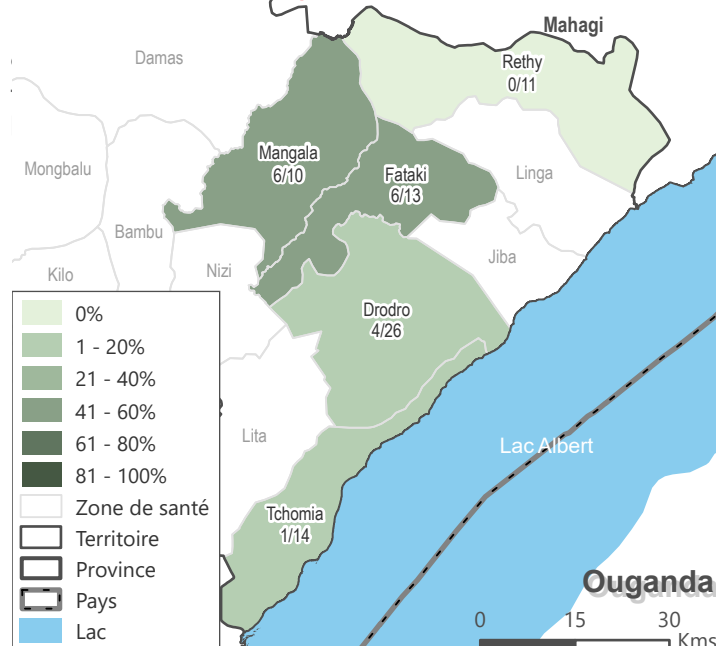 Mahagi
Damas
Rethy
0/11
Mangala
6/10
Mongbalu
Fataki
6/13
Linga
Bambu
Nizi
Jiba
Kilo
Drodro
4/26
Lita
Lac Albert
Tchomia
1/14
Ouganda
0%
1 - 20%
21 - 40%
41 - 60%
61 - 80%
81 - 100%
Zone de santé
Territoire
Province
Pays
Lac
0 15 30
Kms